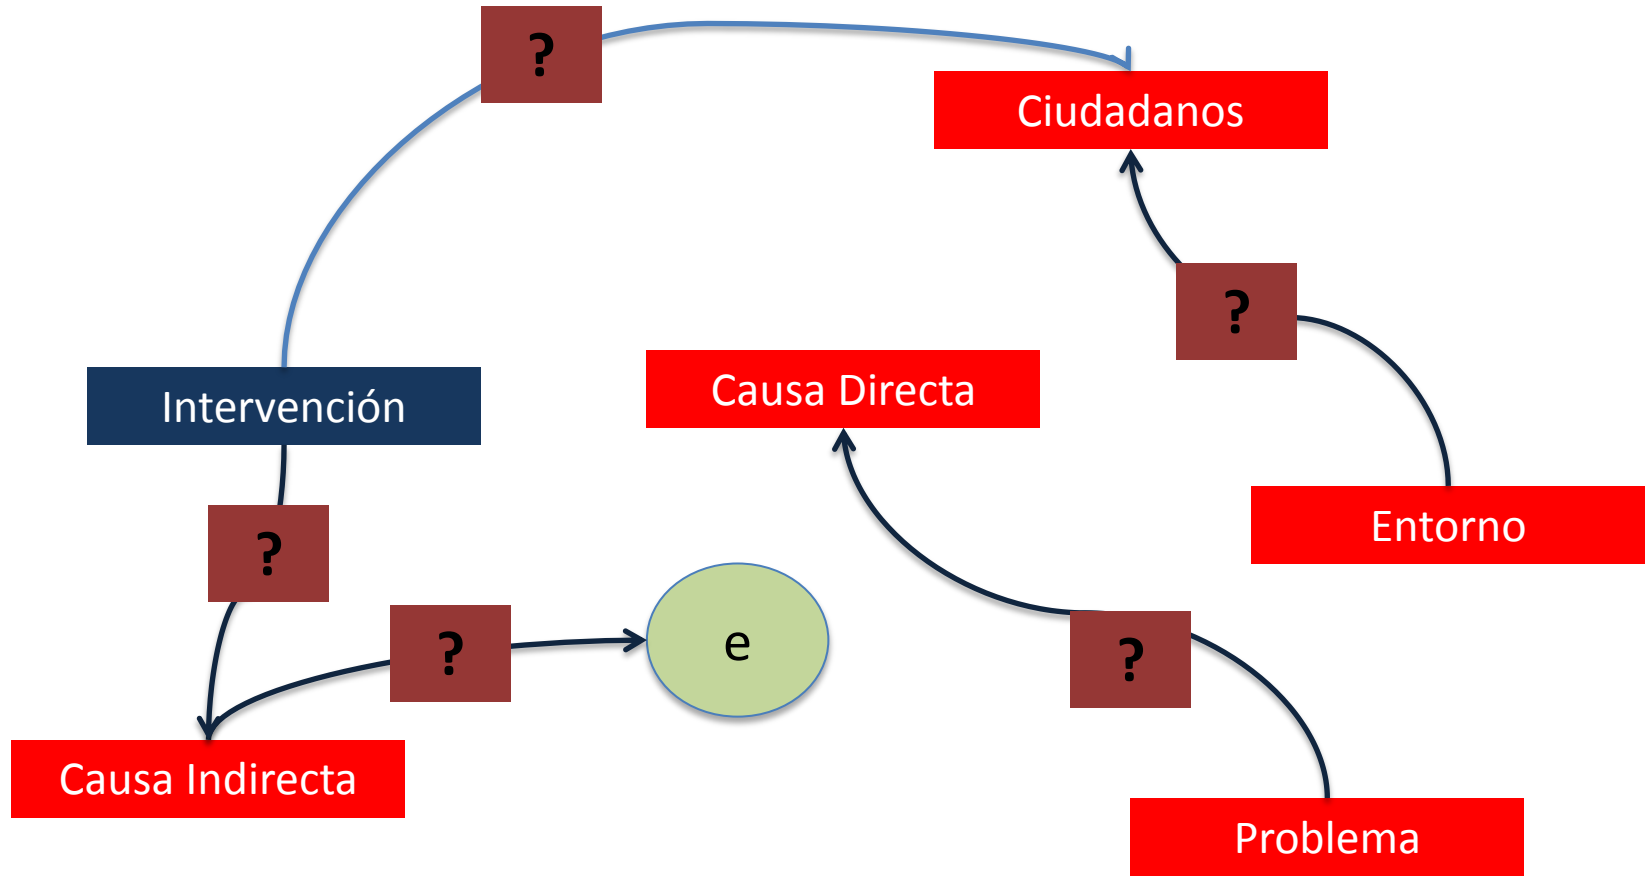 ?
Ciudadanos
?
Causa Directa
Intervención
Entorno
?
?
e
?
Causa Indirecta
Problema